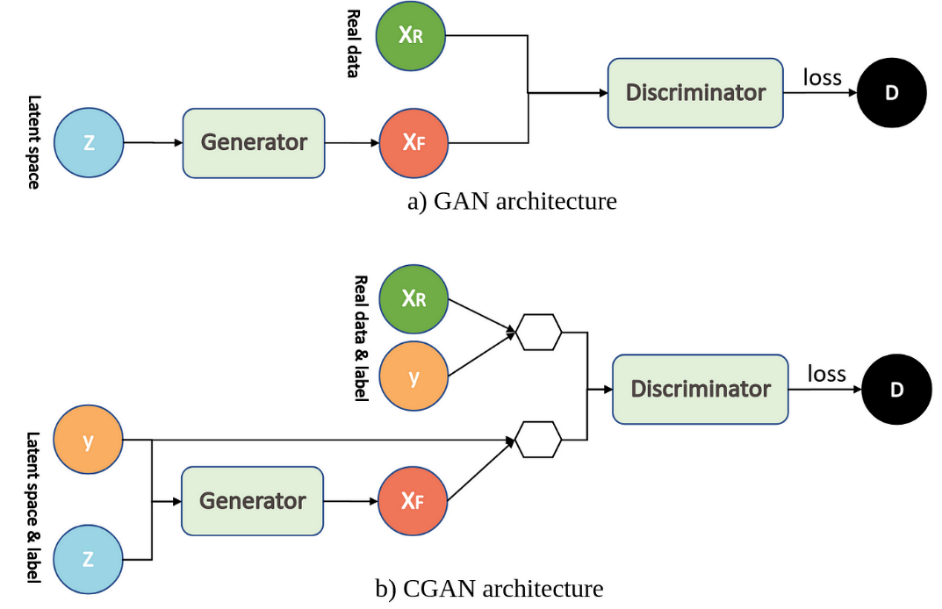 Real data
XR
Discriminator
loss
D
Latent space
Z
Generator
XF
a) GAN architecture
Real data & label
XR
y
Discriminator
loss
D
Latent space & label
y
Generator
XF
Z
b) CGAN architecture